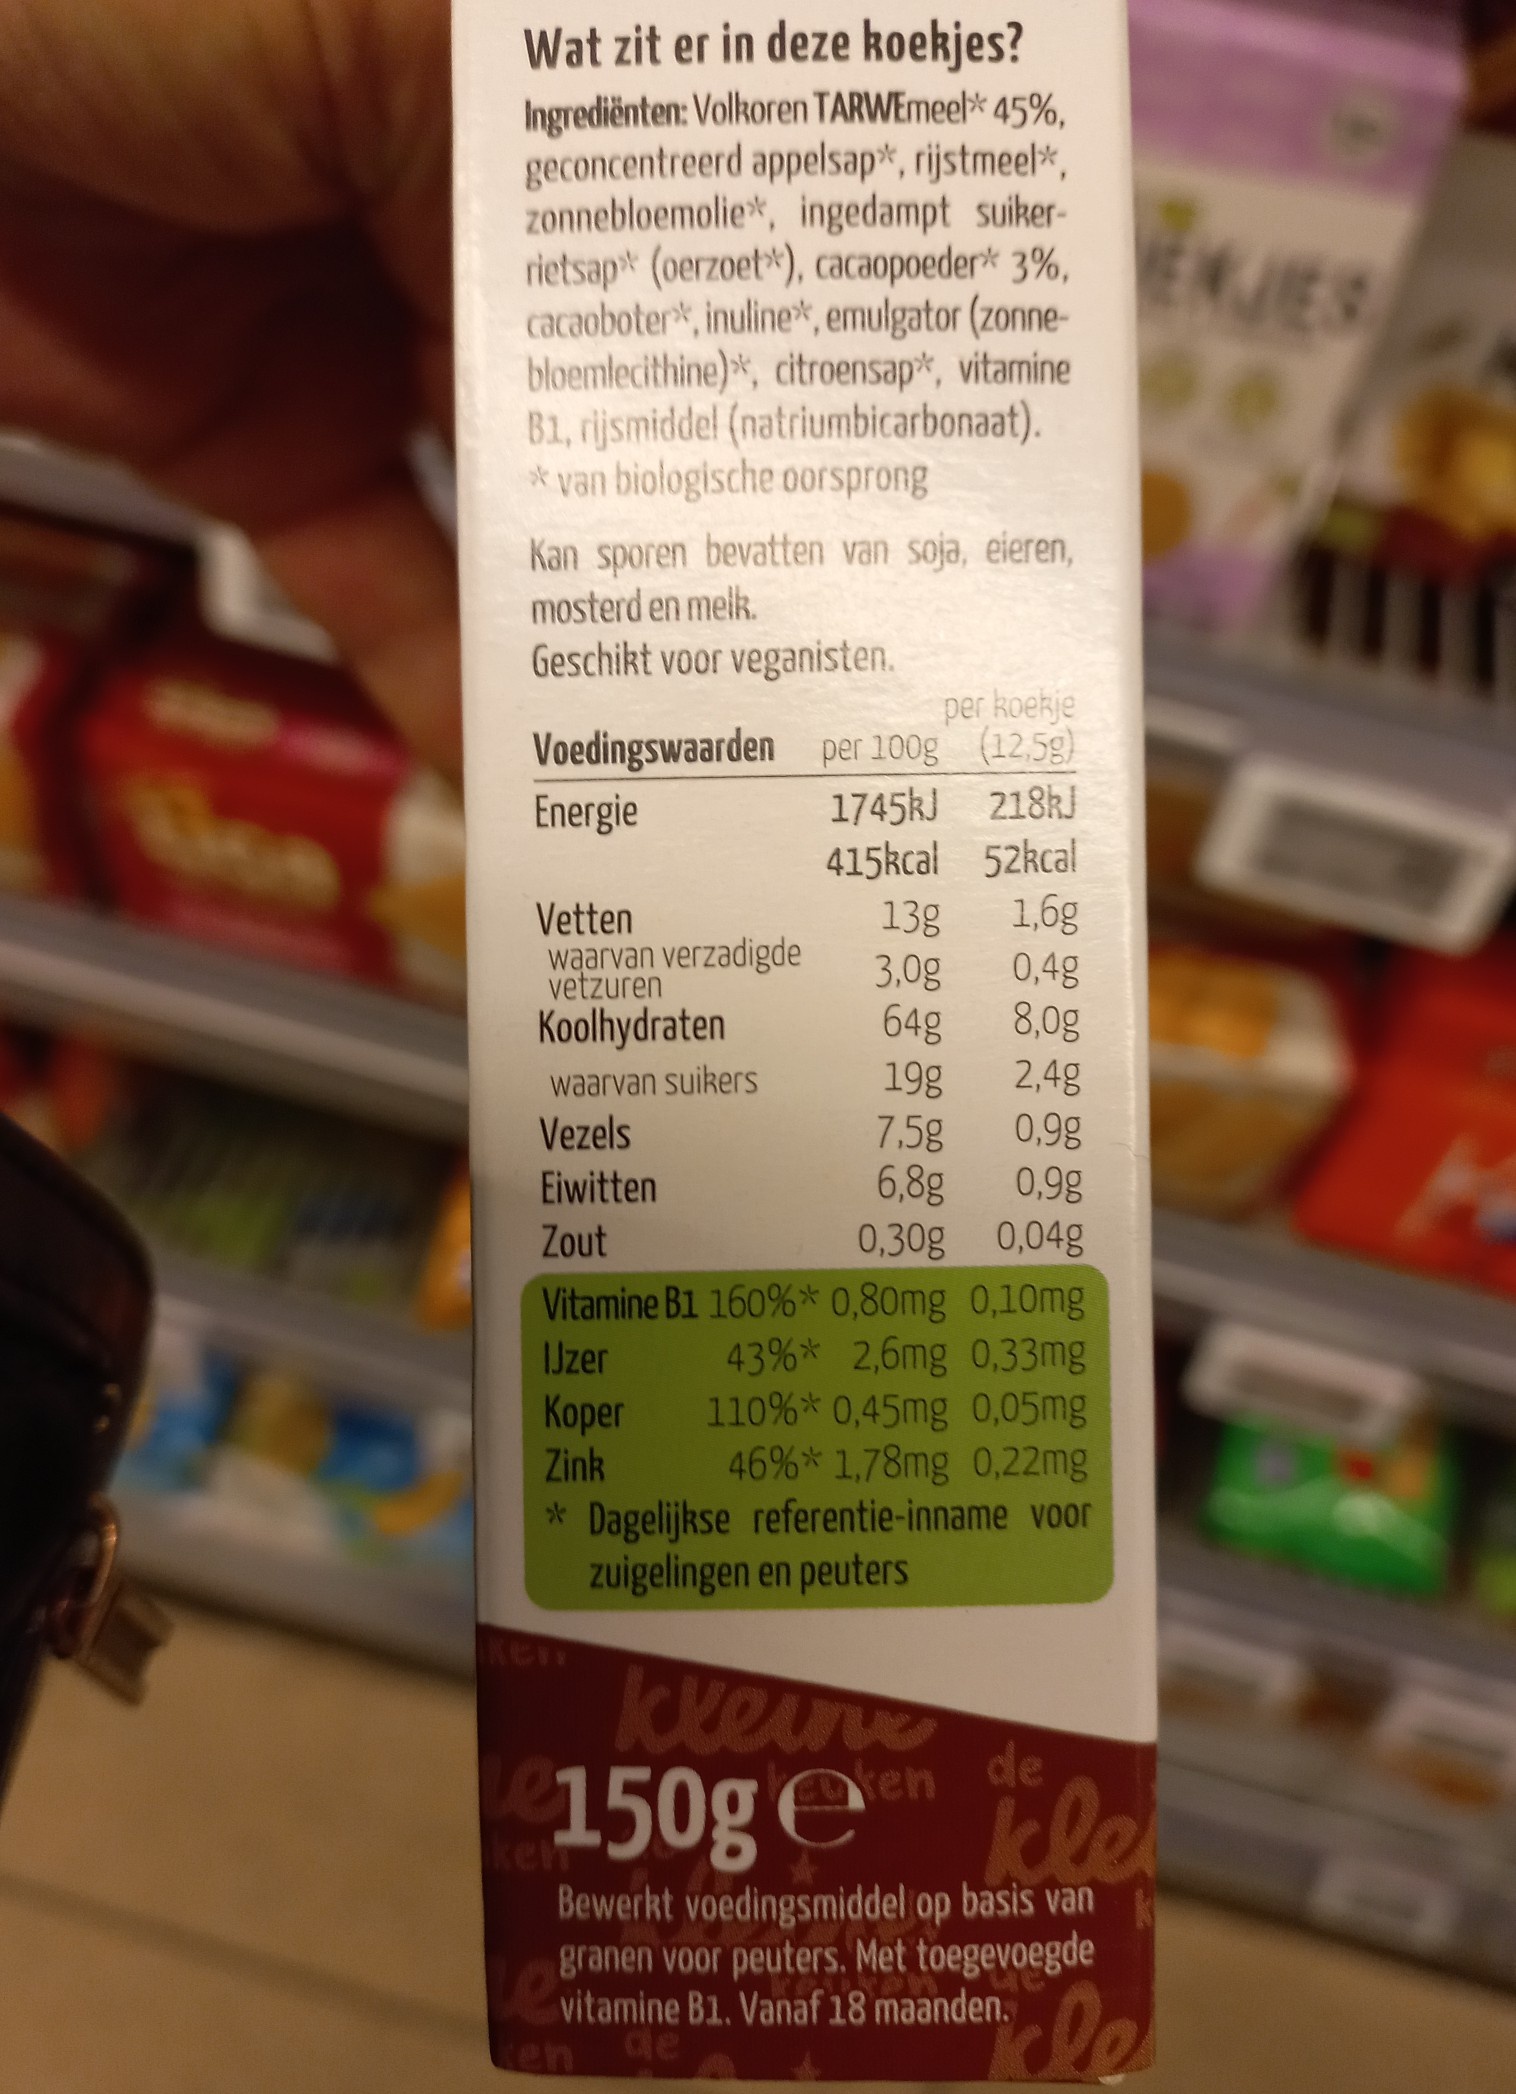 Wat zit er in deze koekjes?
Ingrediënten: Volkoren TARWEmeel* 45%,
geconcentreerd appelsap*, rijstmeel*,
zonnebloemolie*, ingedampt suiker-
rietsap* (oerzoet*), cacaopoeder* 3%,
cacaoboter*, inuline*, emulgator (zonne-
bloemlecithine)*, citroensap*, vitamine
B1, rijsmiddel (natriumbicarbonaat).
* van biologische oorsprong
Kan sporen bevatten van soja, eieren,
mosterd en melk.
Geschikt voor veganisten.
per koekje
Voedingswaarden per 100g (12,5g)
Energie 1745kJ 218kJ
415kcal 52kcal
Vetten 13g 1,6g
waarvan verzadigde
vetzuren 3,0g 0,4g
Koolhydraten 64g 8,0g
waarvan suikers 19g 2,4g
Vezels 7,5g 0,9g
Eiwitten 6,8g 0,9g
Zout 0,30g 0,04g
Vitamine B1 160%* 0,80mg 0,10mg
IJzer 43%* 2,6mg 0,33mg
Koper 110%* 0,45mg 0,05mg
Zink 46%* 1,78mg 0,22mg
* Dagelijkse referentie-inname voor
zuigelingen en peuters
kleine
de
150g e
Bewerkt voedingsmiddel op basis van
granen voor peuters. Met toegevoegde
vitamine B1. Vanaf 18 maanden.
de